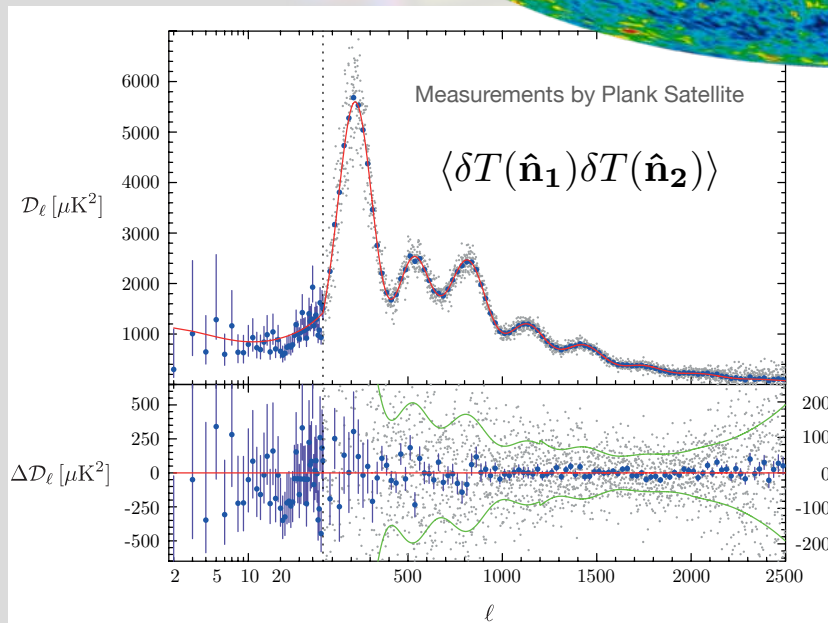 Measurements by Plank Satellite
⟨δT(n̂₁)δT(n̂₂)⟩
6000
5000
4000
3000
2000
1000
𝒟ℓ [μK²]
500
250
0
-250
-500
Δ𝒟ℓ [μK²]
200
100
0
-100
-200
2 5 10 20 500 1000 1500 2000 2500
ℓ